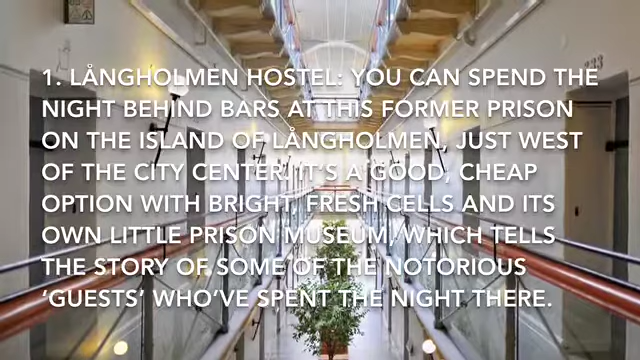 1. LÅNGHOLMEN HOSTEL: YOU CAN SPEND THE
NIGHT BEHIND BARS AT THIS FORMER PRISON
ON THE ISLAND OF LÅNGHOLMEN, JUST WEST
OF THE CITY CENTER. IT'S A GOOD, CHEAP
OPTION WITH BRIGHT, FRESH CELLS AND ITS
OWN LITTLE PRISON MUSEUM, WHICH TELLS
THE STORY OF SOME OF THE NOTORIOUS
‘GUESTS’ WHO’VE SPENT THE NIGHT THERE.